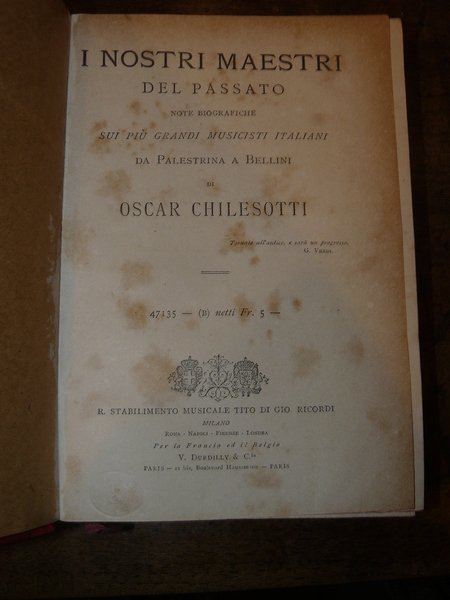 I NOSTRI MAESTRI
DEL PASSATO
NOTE BIOGRAFICHE
SUI PIÙ GRANDI MUSICISTI ITALIANI
DA PALESTRINA A BELLINI
DI
OSCAR CHILESOTTI
Tornate all'antico, e sarà un progresso.
G. VERDI.
47135 — (B) netti Fr. 5 —
R. STABILIMENTO MUSICALE TITO DI GIO. RICORDI
MILANO
ROMA - NAPOLI - FIRENZE - LONDRA
Per la Francia ed il Belgio
V. DURDILLY & C.ie
PARIS — 11 bis, Boulevard Haussmann — PARIS